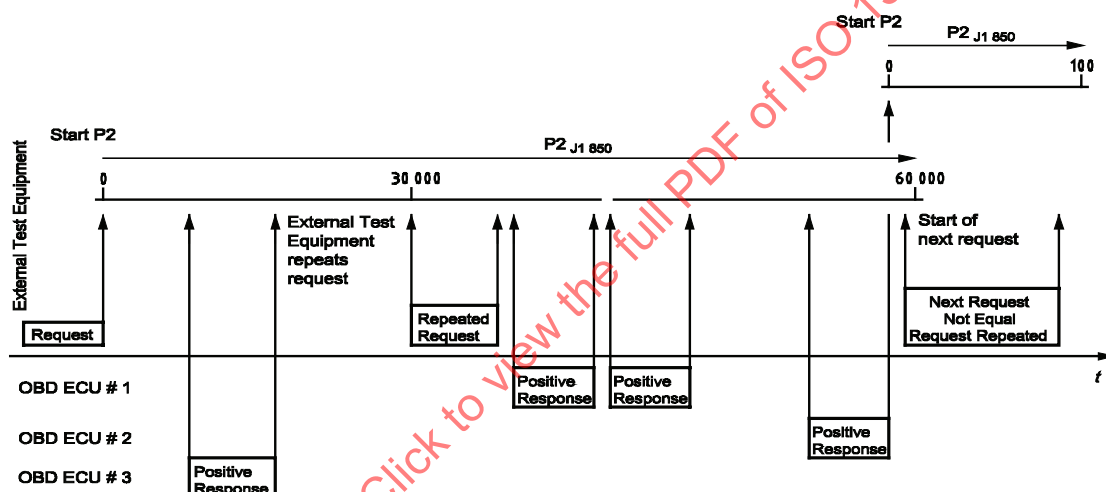 Start P2
P2 J1 850
0
100
Start P2
P2 J1 850
0
30 000
60 000
External Test Equipment
External Test
Equipment
repeats
request
Start of
next request
Request
Repeated
Request
Next Request
Not Equal
Request Repeated
t
OBD ECU # 1
Positive
Response
Positive
Response
OBD ECU # 2
Positive
Response
OBD ECU # 3
Positive
Response
Click to view the full PDF of ISO